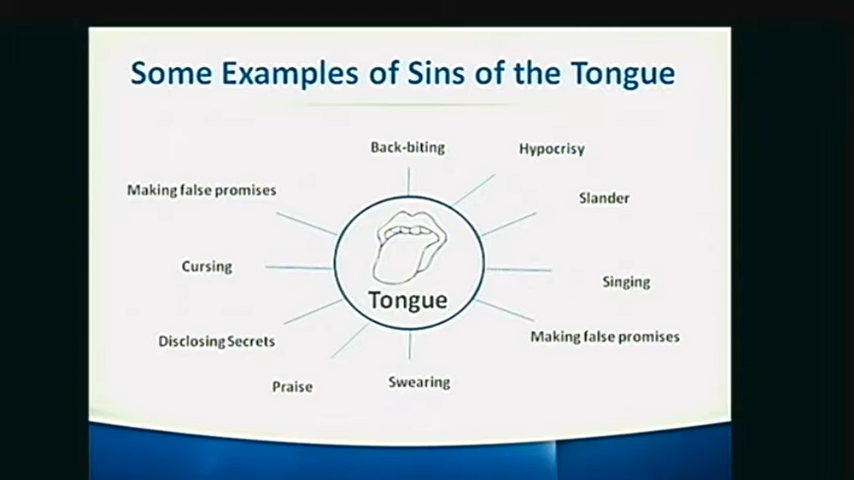 Some Examples of Sins of the Tongue
Back-biting
Hypocrisy
Making false promises
Slander
Cursing
Singing
Tongue
Disclosing Secrets
Making false promises
Praise
Swearing